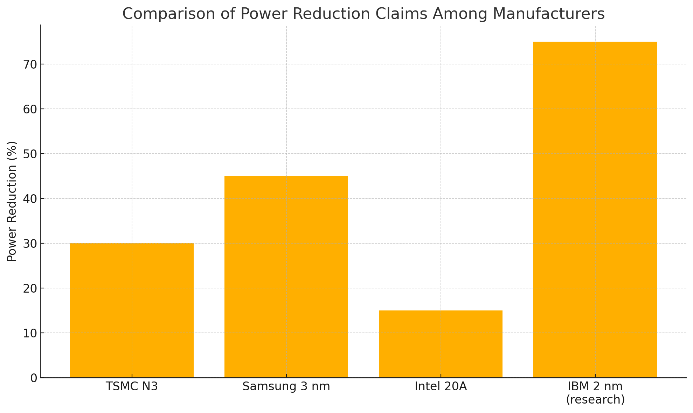 Comparison of Power Reduction Claims Among Manufacturers
Power Reduction (%)
70
60
50
40
30
20
10
0
TSMC N3
Samsung 3 nm
Intel 20A
IBM 2 nm
(research)